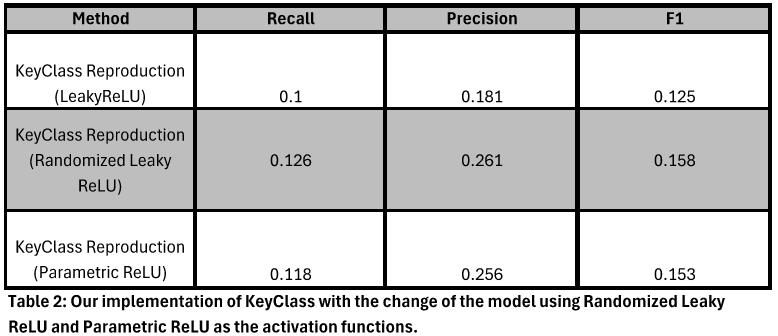 Method Recall Precision F1
KeyClass Reproduction
(LeakyReLU) 0.1 0.181 0.125
KeyClass Reproduction
(Randomized Leaky 0.126 0.261 0.158
ReLU)
KeyClass Reproduction
(Parametric ReLU) 0.118 0.256 0.153
Table 2: Our implementation of KeyClass with the change of the model using Randomized Leaky
ReLU and Parametric ReLU as the activation functions.